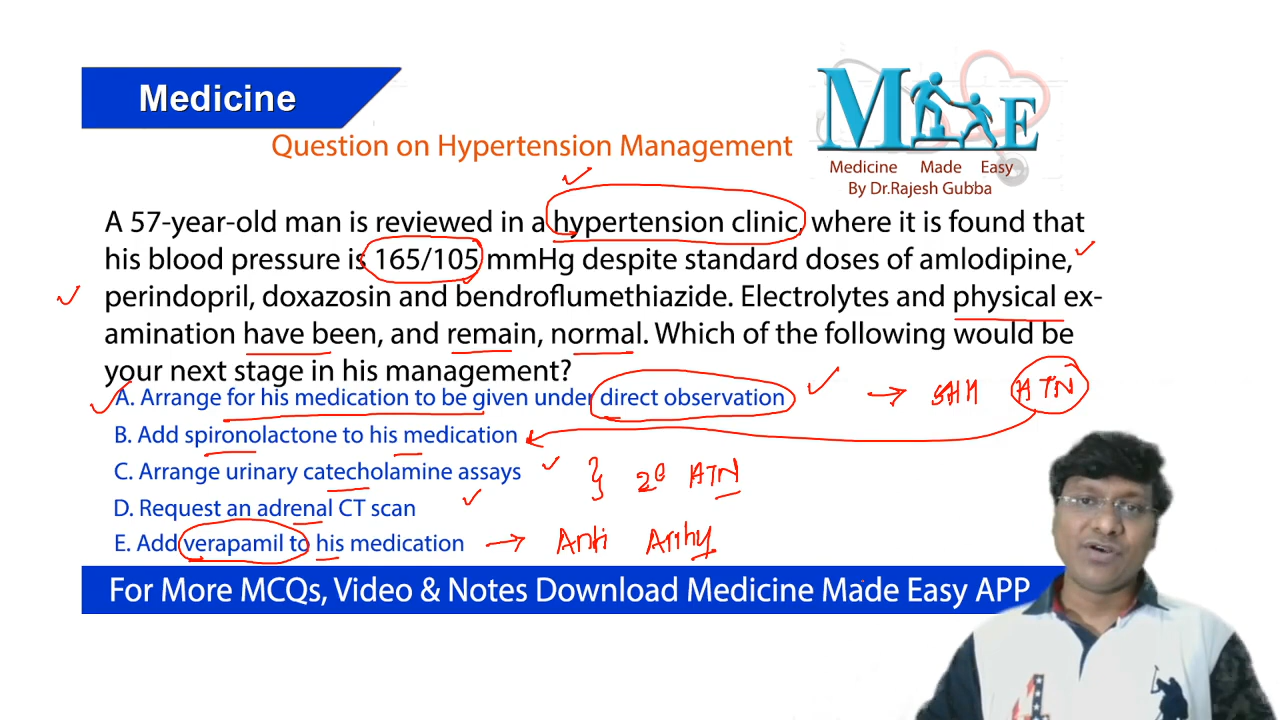 Medicine
Question on Hypertension Management
M E
Medicine Made Easy
By Dr.Rajesh Gubba
A 57-year-old man is reviewed in a hypertension clinic, where it is found that
his blood pressure is 165/105 mmHg despite standard doses of amlodipine,
perindopril, doxazosin and bendroflumethiazide. Electrolytes and physical ex-
amination have been, and remain, normal. Which of the following would be
your next stage in his management?
A. Arrange for his medication to be given under direct observation
HTN
B. Add spironolactone to his medication
C. Arrange urinary catecholamine assays
D. Request an adrenal CT scan
E. Add verapamil to his medication
Anti
For More MCQs, Video & Notes Download Medicine Made Easy APP